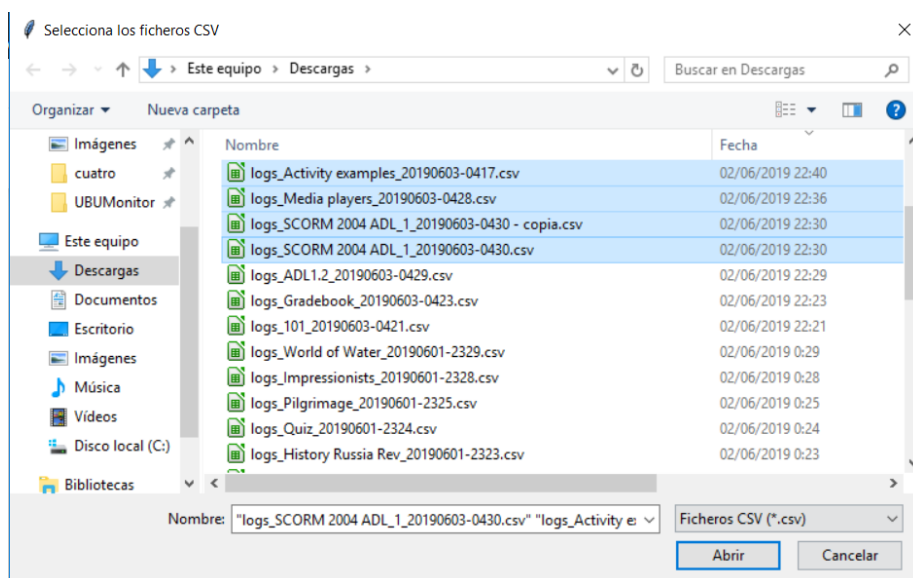 Selecciona los ficheros CSV
Este equipo > Descargas >
Buscar en Descargas
Organizar
Nueva carpeta
Imágenes
cuatro
UBUMonitor
Este equipo
Descargas
Documentos
Escritorio
Imágenes
Música
Vídeos
Disco local (C:)
Bibliotecas
Nombre Fecha
logs_Activity examples_20190603-0417.csv 02/06/2019 22:40
logs_Media players_20190603-0428.csv 02/06/2019 22:36
logs_SCORM 2004 ADL_1_20190603-0430 - copia.csv 02/06/2019 22:30
logs_SCORM 2004 ADL_1_20190603-0430.csv 02/06/2019 22:30
logs_ADL1.2_20190603-0429.csv 02/06/2019 22:29
logs_Gradebook_20190603-0423.csv 02/06/2019 22:23
logs_101_20190603-0421.csv 02/06/2019 22:21
logs_World of Water_20190601-2329.csv 02/06/2019 0:29
logs_Impressionists_20190601-2328.csv 02/06/2019 0:28
logs_Pilgrimage_20190601-2325.csv 02/06/2019 0:25
logs_Quiz_20190601-2324.csv 02/06/2019 0:24
logs_History Russia Rev_20190601-2323.csv 02/06/2019 0:23
Nombre: "logs_SCORM 2004 ADL_1_20190603-0430.csv" "logs_Activity
Ficheros CSV (*.csv)
Abrir
Cancelar